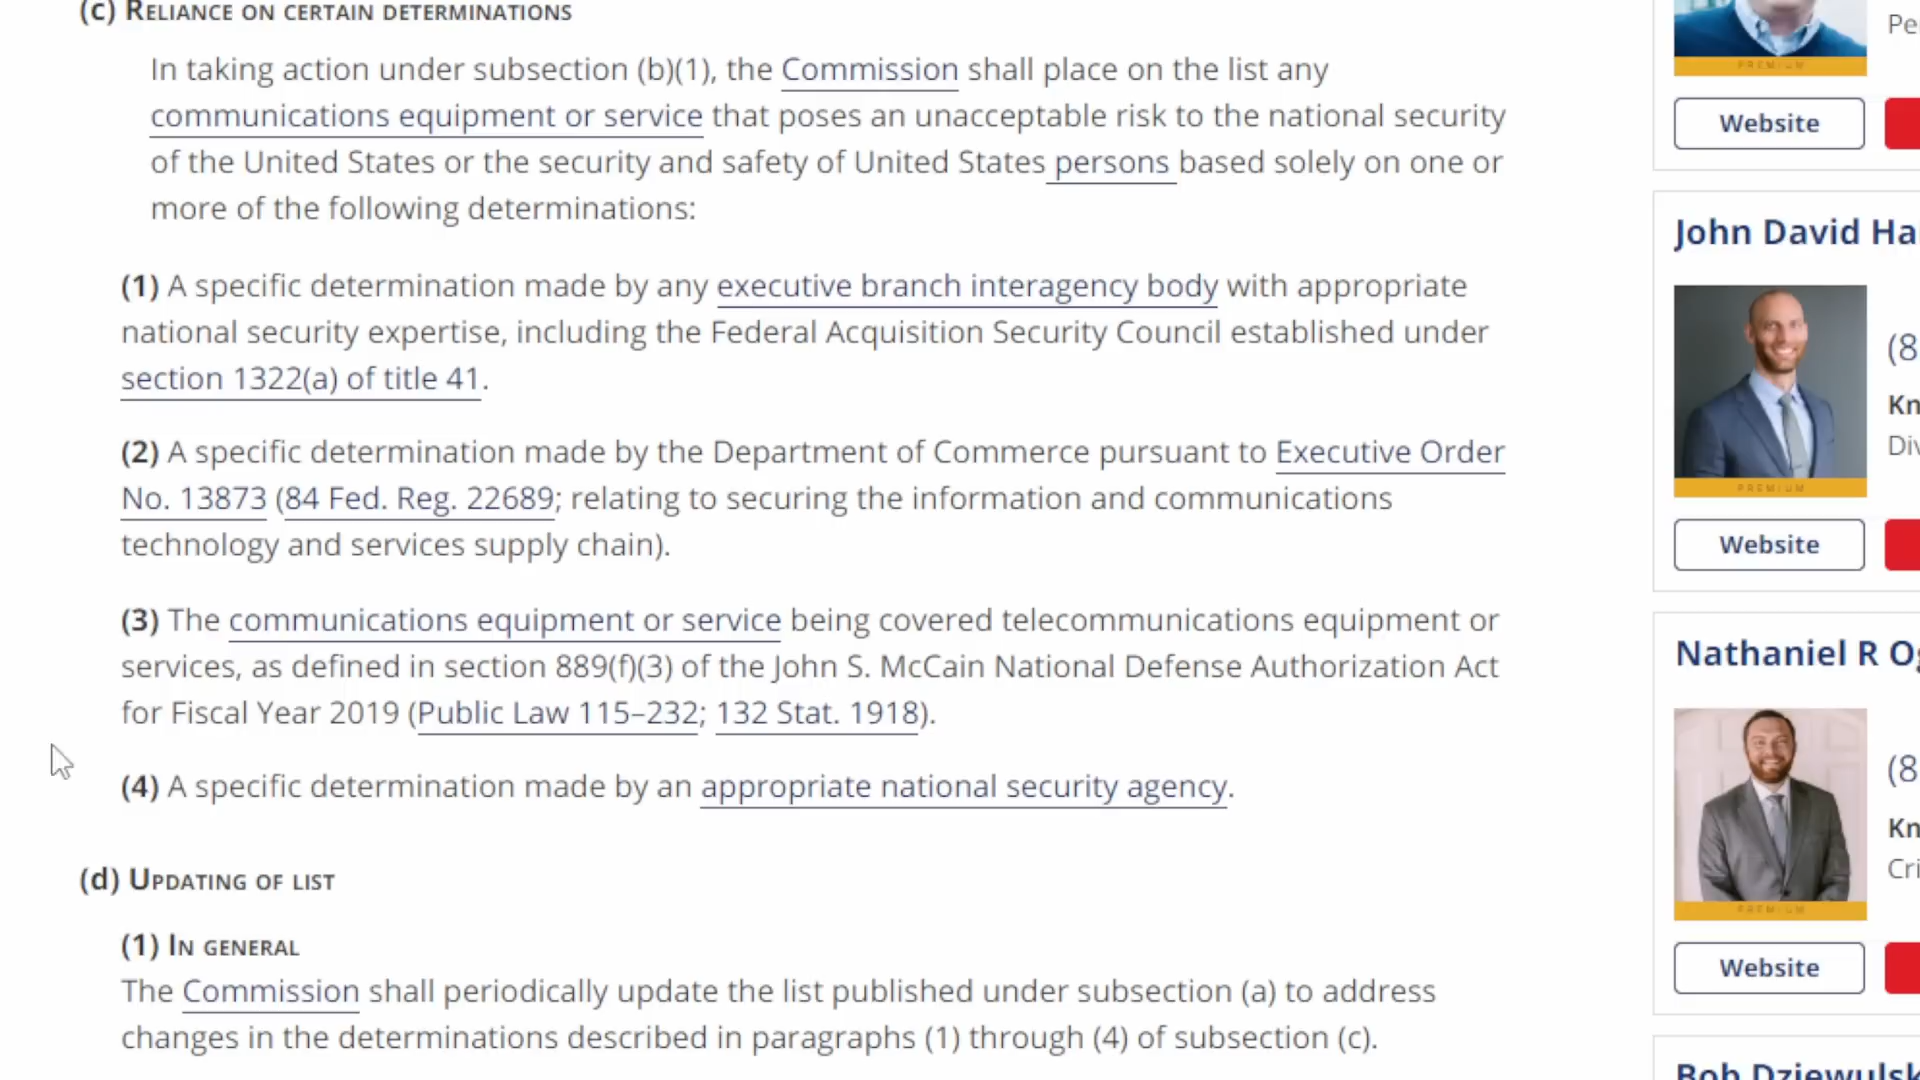 (c) RELIANCE ON CERTAIN DETERMINATIONS
In taking action under subsection (b)(1), the Commission shall place on the list any
communications equipment or service that poses an unacceptable risk to the national security
of the United States or the security and safety of United States persons based solely on one or
more of the following determinations:
(1) A specific determination made by any executive branch interagency body with appropriate
national security expertise, including the Federal Acquisition Security Council established under
section 1322(a) of title 41.
(2) A specific determination made by the Department of Commerce pursuant to Executive Order
No. 13873 (84 Fed. Reg. 22689; relating to securing the information and communications
technology and services supply chain).
(3) The communications equipment or service being covered telecommunications equipment or
services, as defined in section 889(f)(3) of the John S. McCain National Defense Authorization Act
for Fiscal Year 2019 (Public Law 115–232; 132 Stat. 1918).
(4) A specific determination made by an appropriate national security agency.
(d) UPDATING OF LIST
(1) IN GENERAL
The Commission shall periodically update the list published under subsection (a) to address
changes in the determinations described in paragraphs (1) through (4) of subsection (c).
Pe
PREMIUM
Website
John David Ha
(8
Kn
Div
PREMIUM
Website
Nathaniel R Og
(8
Kn
Cri
PREMIUM
Website
Bob Dziewulsk